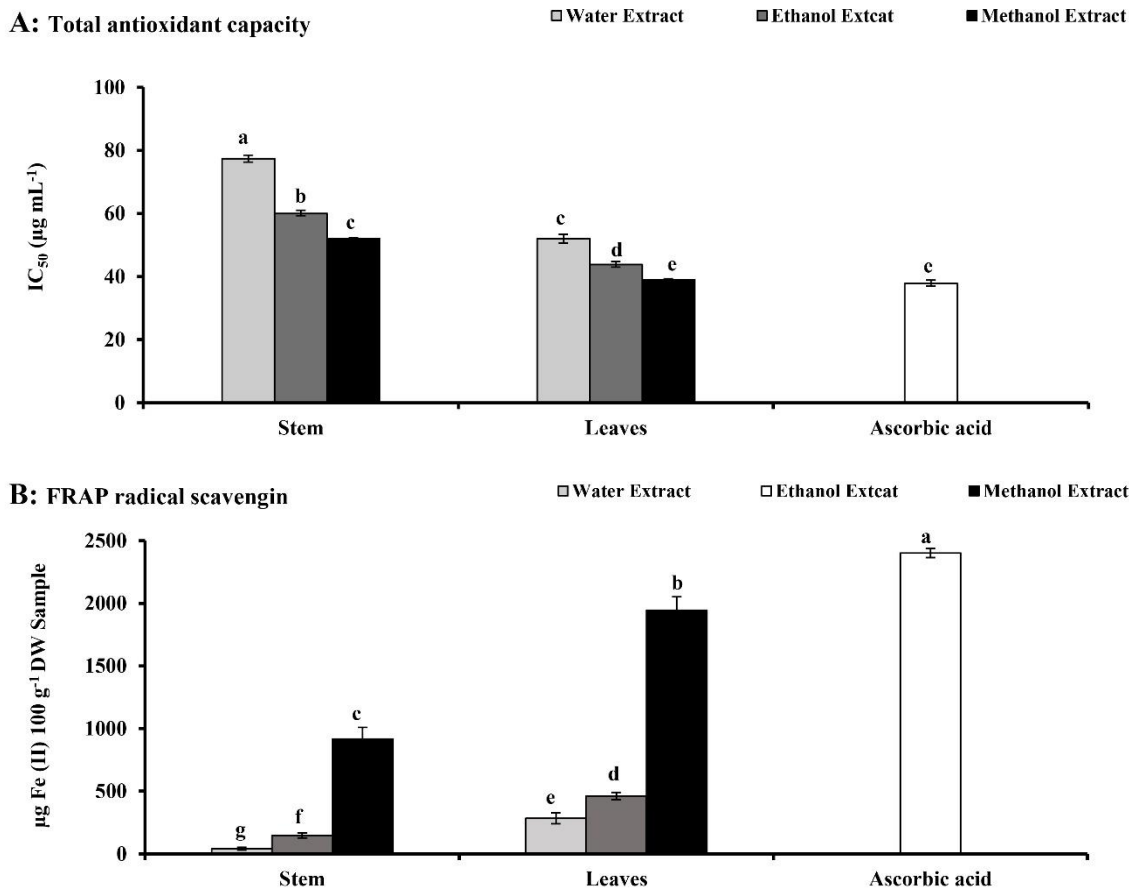 A: Total antioxidant capacity
Water Extract Ethanol Extcat Methanol Extract
IC50 (µg mL-1)
100
80
60
40
20
0
a
b
c
c
d
e
e
Stem Leaves Ascorbic acid
B: FRAP radical scavengin
Water Extract Ethanol Extcat Methanol Extract
µg Fe (II) 100 g-1 DW Sample
2500
2000
1500
1000
500
0
g
f
c
e
d
b
a
Stem Leaves Ascorbic acid